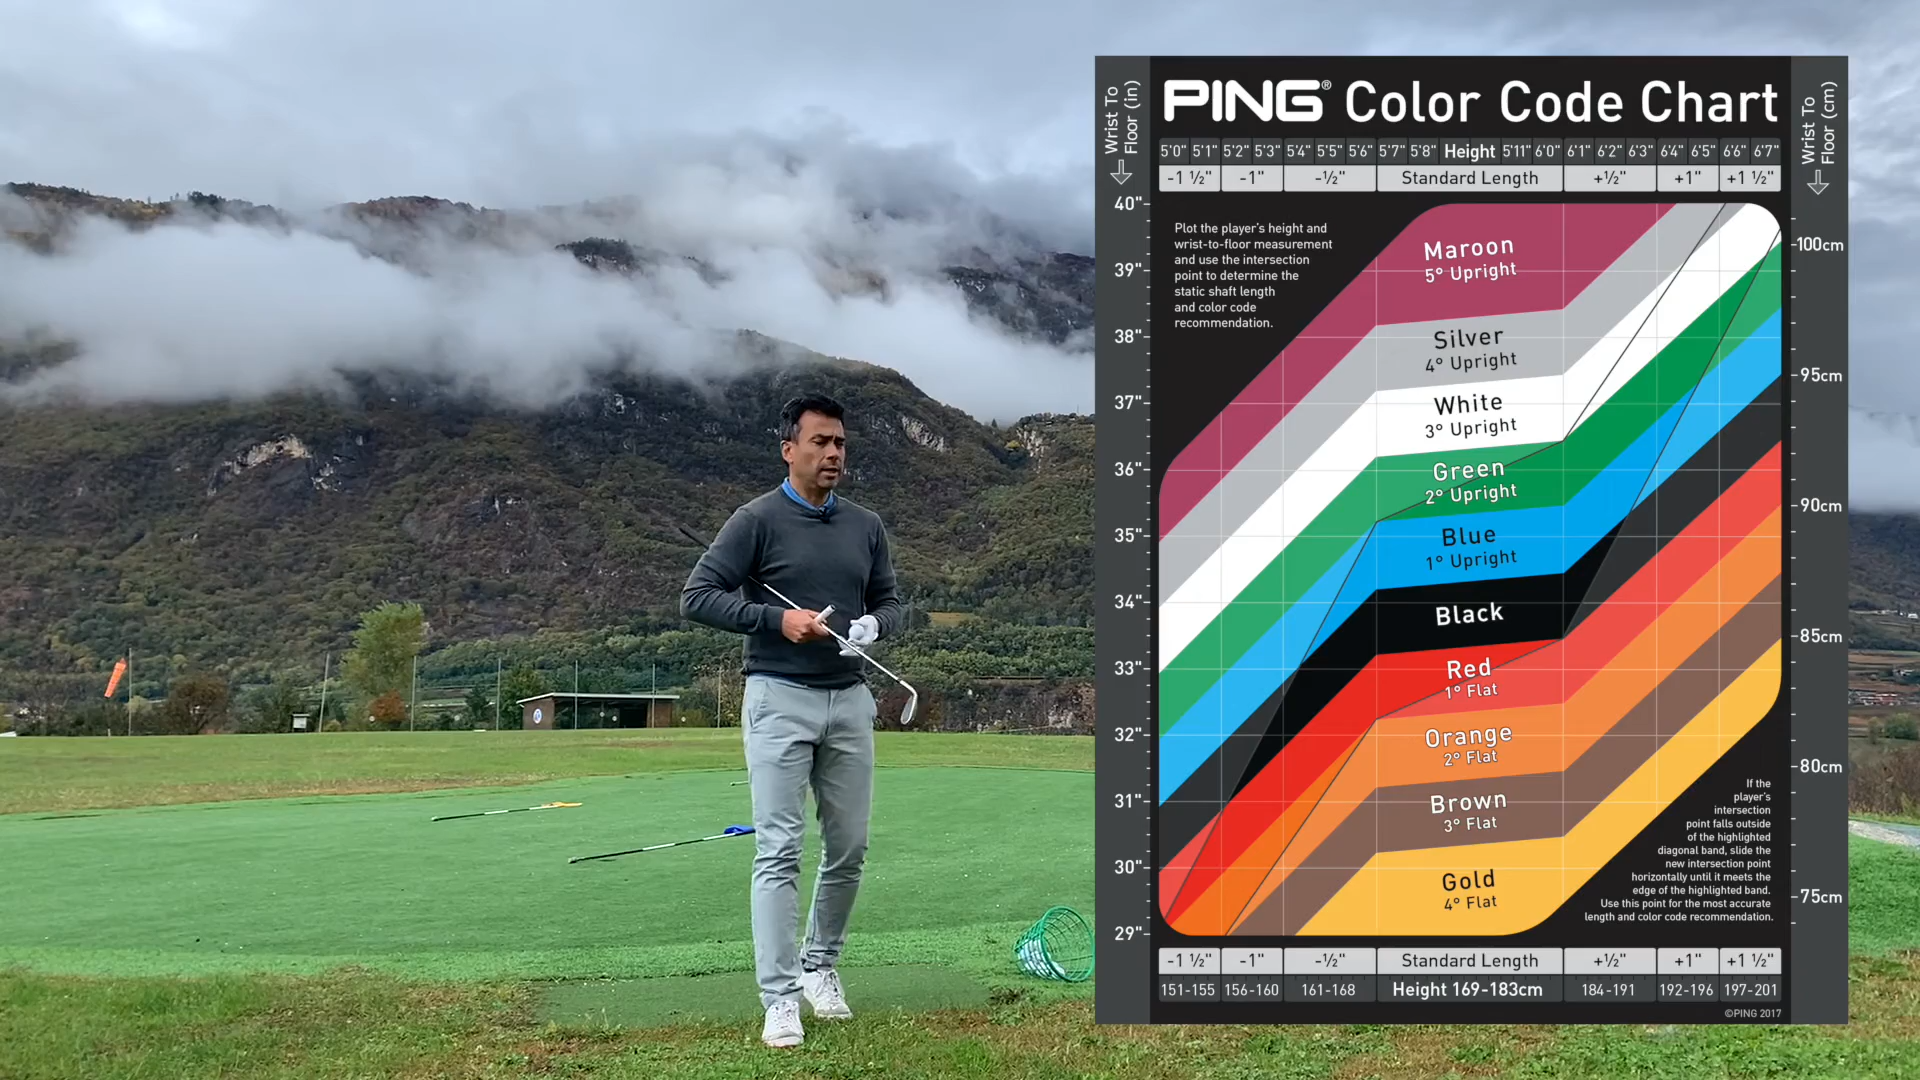 PING® Color Code Chart
Wrist To
Floor (in)
Wrist To
Floor (cm)
5'0" 5'1" 5'2" 5'3" 5'4" 5'5" 5'6" 5'7" 5'8" Height 5'11" 6'0" 6'1" 6'2" 6'3" 6'4" 6'5" 6'6" 6'7"
-1 ½" -1" -½" Standard Length +½" +1" +1 ½"
40"
39"
38"
37"
36"
35"
34"
33"
32"
31"
30"
29"
Plot the player's height and
wrist-to-floor measurement
and use the intersection
point to determine the
static shaft length
and color code
recommendation.
Maroon
5° Upright
Silver
4° Upright
White
3° Upright
Green
2° Upright
Blue
1° Upright
Black
Red
1° Flat
Orange
2° Flat
Brown
3° Flat
Gold
4° Flat
100cm
95cm
90cm
85cm
80cm
75cm
If the
player's
intersection
point falls outside
of the highlighted
diagonal band, slide the
new intersection point
horizontally until it meets the
edge of the highlighted band.
Use this point for the most accurate
length and color code recommendation.
-1 ½" -1" -½" Standard Length +½" +1" +1 ½"
151-155 156-160 161-168 Height 169-183cm 184-191 192-196 197-201
©PING 2017